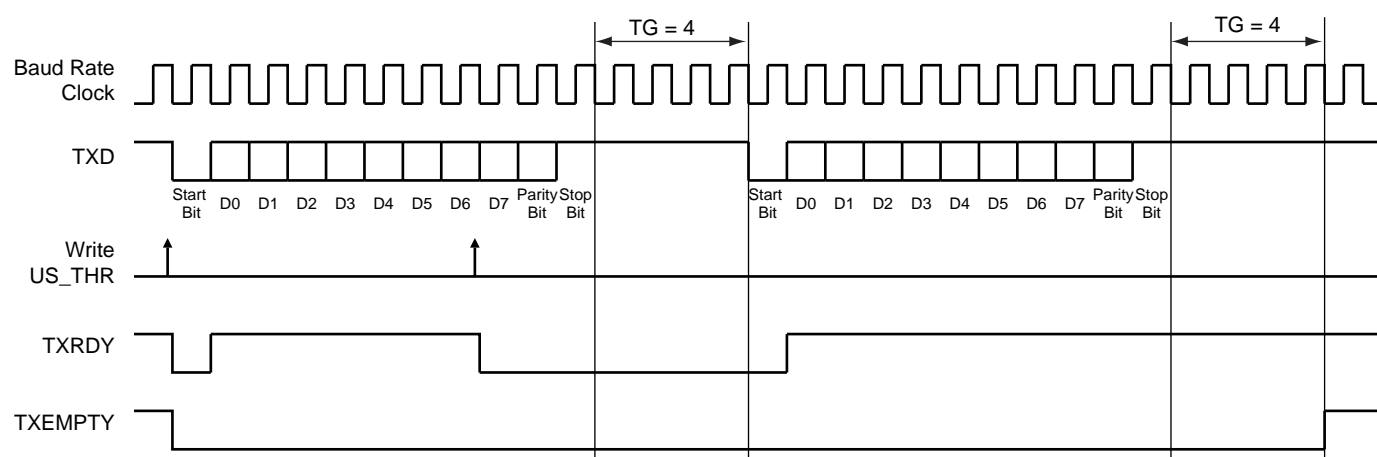 TG = 4
TG = 4
Baud Rate
Clock
TXD
Start
Bit
D0
D1
D2
D3
D4
D5
D6
D7
Parity
Bit
Stop
Bit
Start
Bit
D0
D1
D2
D3
D4
D5
D6
D7
Parity
Bit
Stop
Bit
Write
US_THR
TXRDY
TXEMPTY